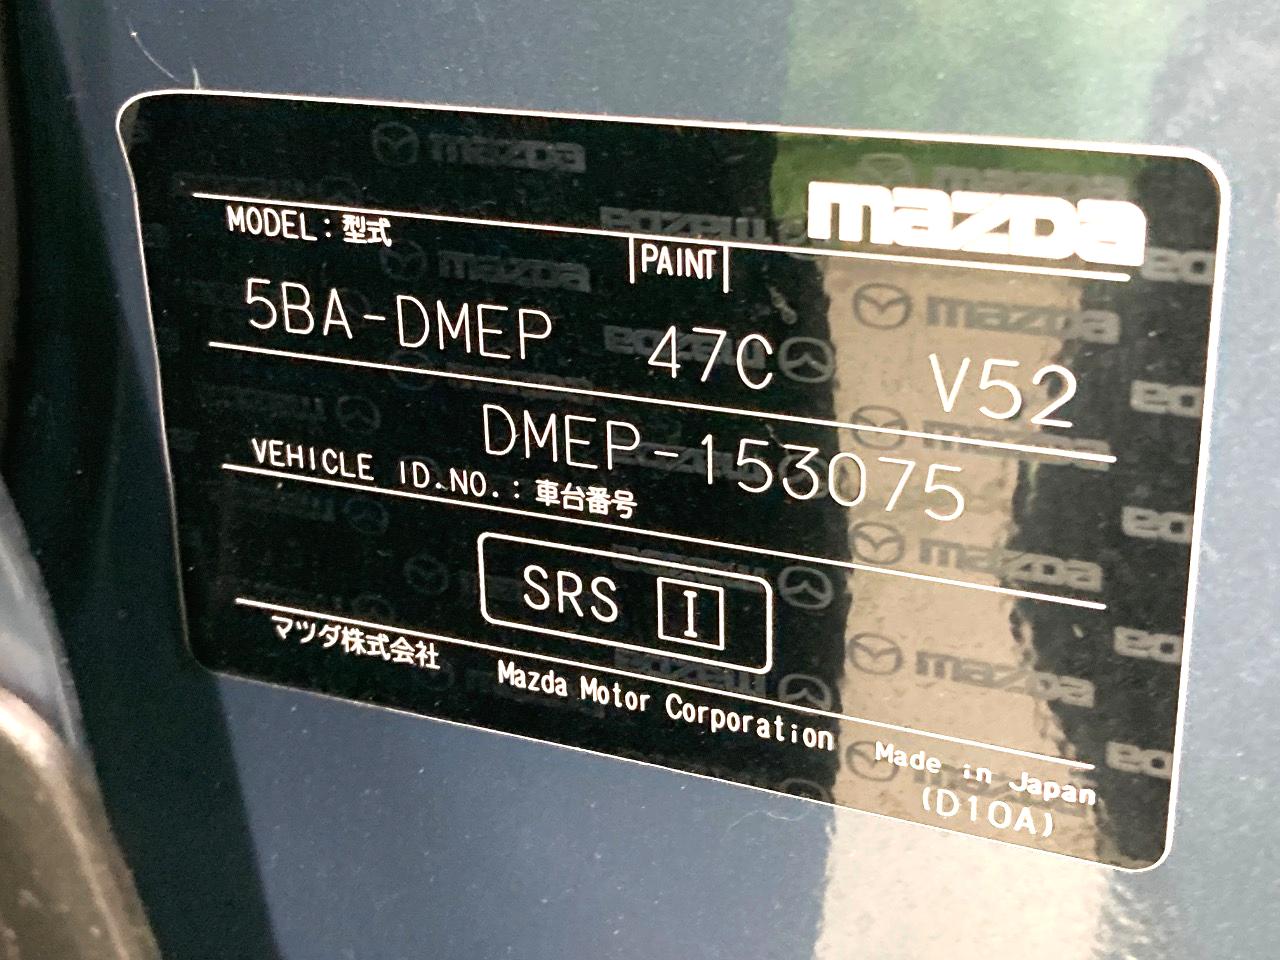 mazda
MODEL：型式
PAINT
5BA-DMEP 47C V52
DMEP-153075
VEHICLE ID.NO.：車台番号
SRS I
マツダ株式会社 Mazda Motor Corporation Made in Japan
(D10A)